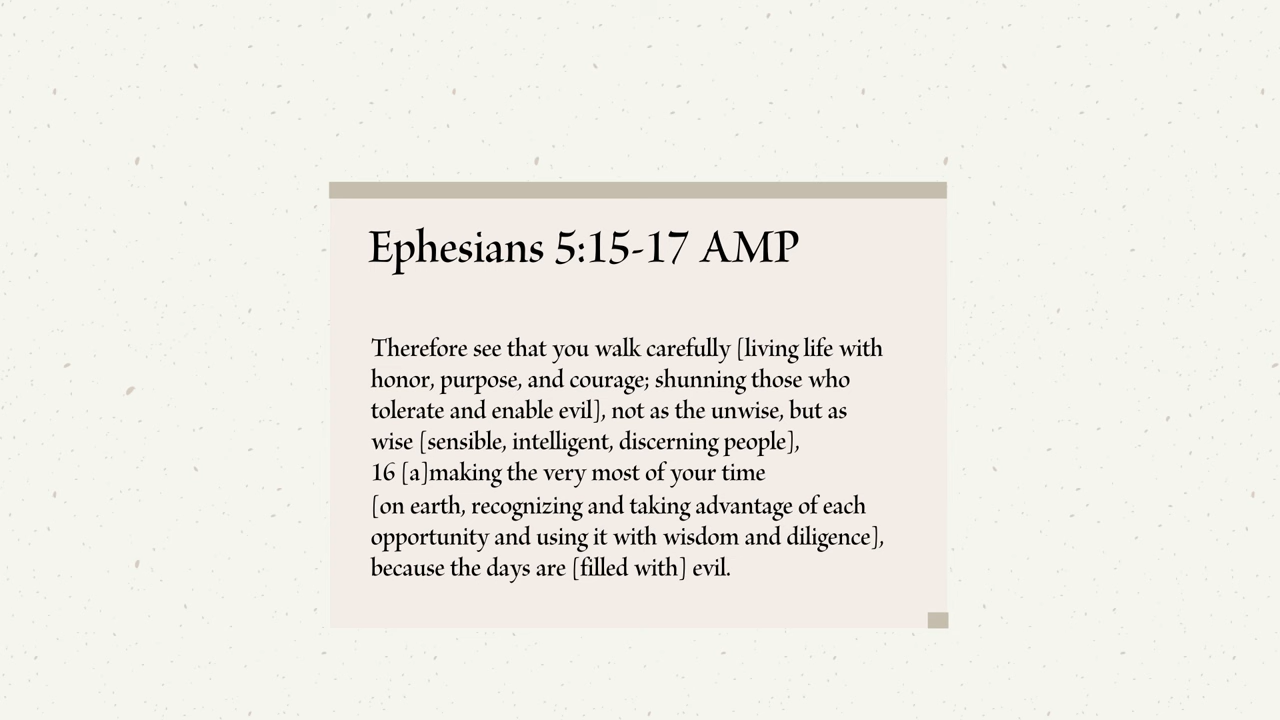 Ephesians 5:15-17 AMP
Therefore see that you walk carefully [living life with
honor, purpose, and courage; shunning those who
tolerate and enable evil], not as the unwise, but as
wise [sensible, intelligent, discerning people],
16 [a]making the very most of your time
[on earth, recognizing and taking advantage of each
opportunity and using it with wisdom and diligence],
because the days are [filled with] evil.